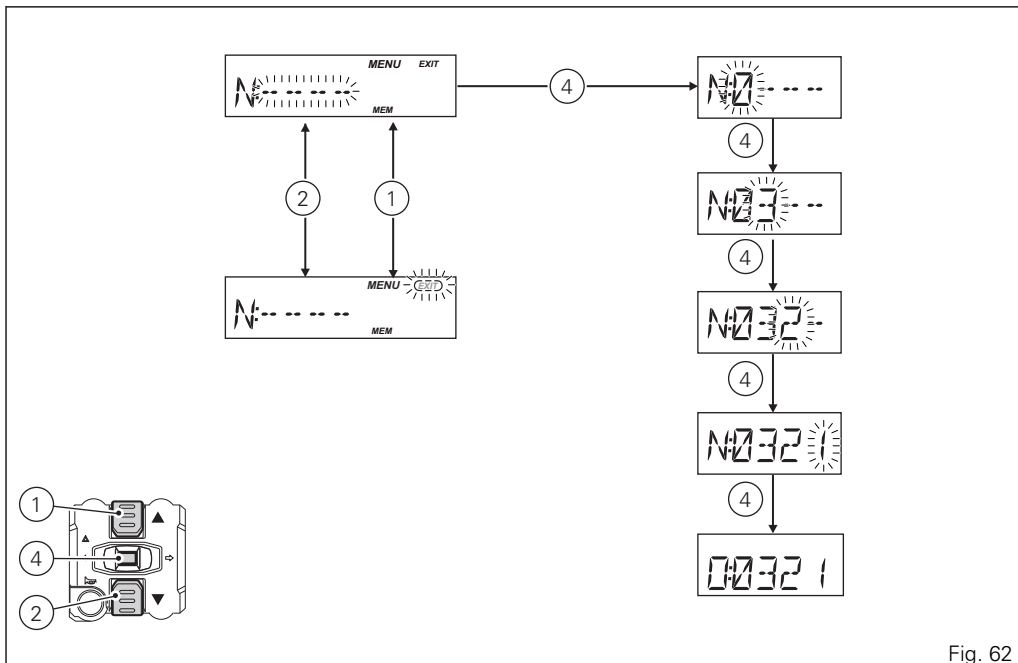 MENU EXIT
N:-- -- -- --
MEM
4
N:0-- -- --
4
2
1
N:03-- --
4
MENU EXIT
N:-- -- -- --
MEM
N:032--
4
N:0321
1
4
4
2
O:0321
Fig. 62